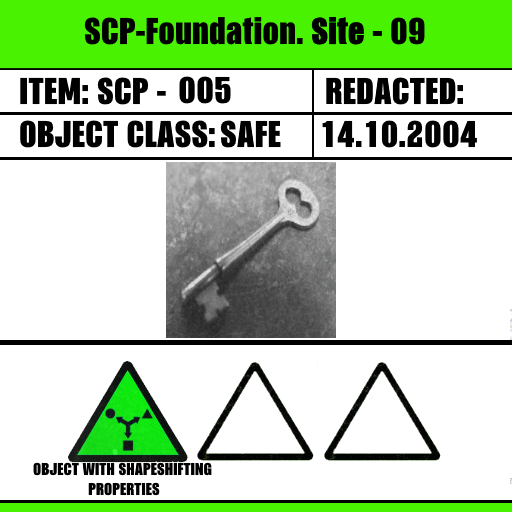 SCP-Foundation. Site - 09
ITEM: SCP - 005
REDACTED:
OBJECT CLASS: SAFE
14.10.2004
OBJECT WITH SHAPESHIFTING
PROPERTIES